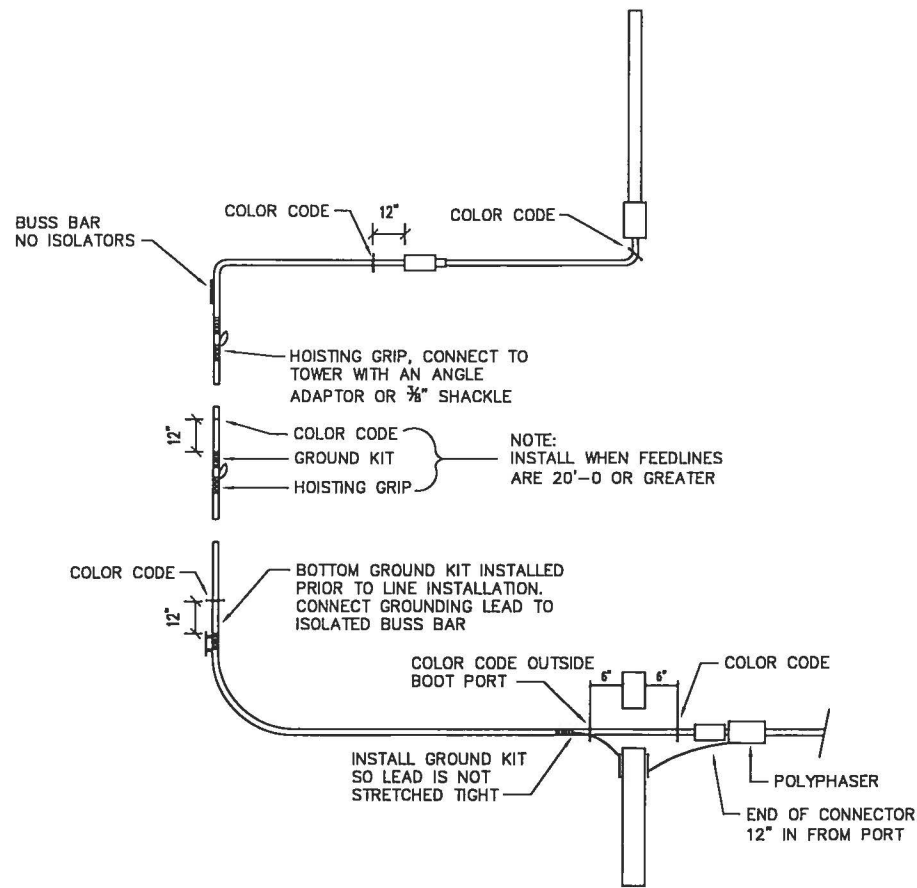 COLOR CODE
12"
COLOR CODE
BUSS BAR
NO ISOLATORS
HOISTING GRIP, CONNECT TO
TOWER WITH AN ANGLE
ADAPTOR OR ⅜" SHACKLE
12"
COLOR CODE
GROUND KIT
HOISTING GRIP
NOTE:
INSTALL WHEN FEEDLINES
ARE 20'-0 OR GREATER
COLOR CODE
12"
BOTTOM GROUND KIT INSTALLED
PRIOR TO LINE INSTALLATION.
CONNECT GROUNDING LEAD TO
ISOLATED BUSS BAR
COLOR CODE OUTSIDE
BOOT PORT
6"
6"
COLOR CODE
INSTALL GROUND KIT
SO LEAD IS NOT
STRETCHED TIGHT
POLYPHASER
END OF CONNECTOR
12" IN FROM PORT